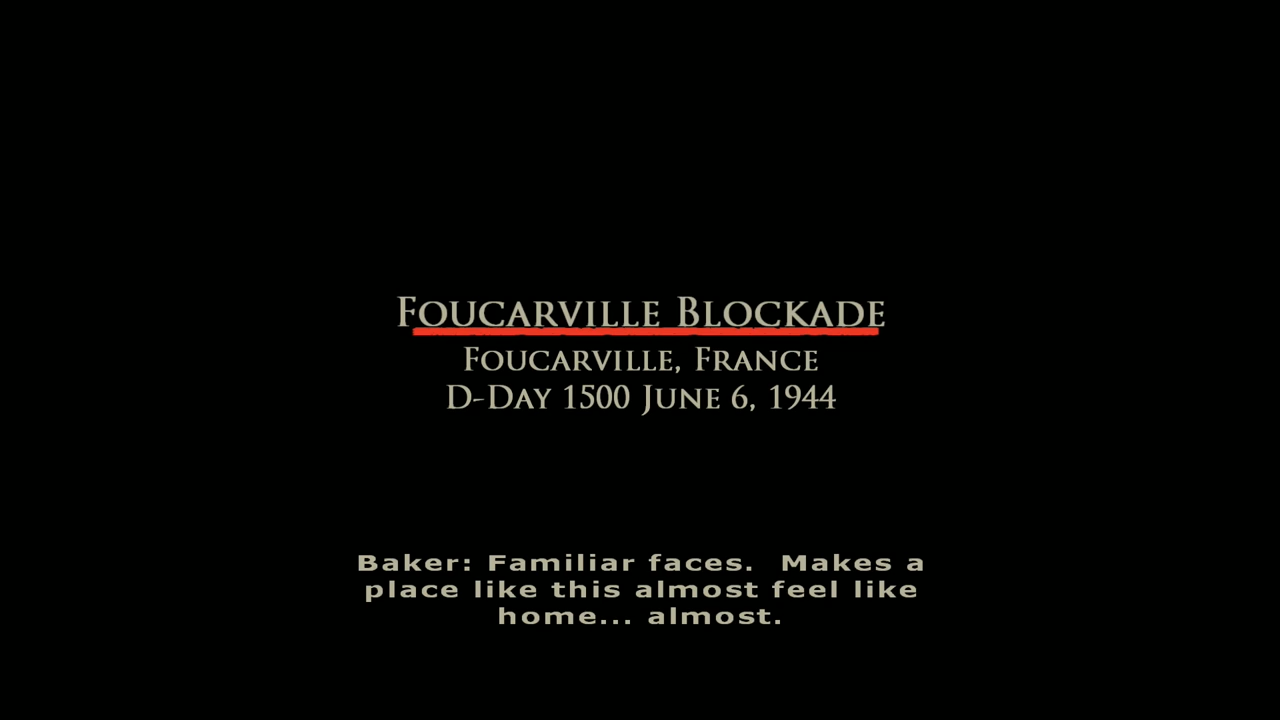 Foucarville Blockade
Foucarville, France
D-Day 1500 June 6, 1944
Baker: Familiar faces.  Makes a
place like this almost feel like
home... almost.